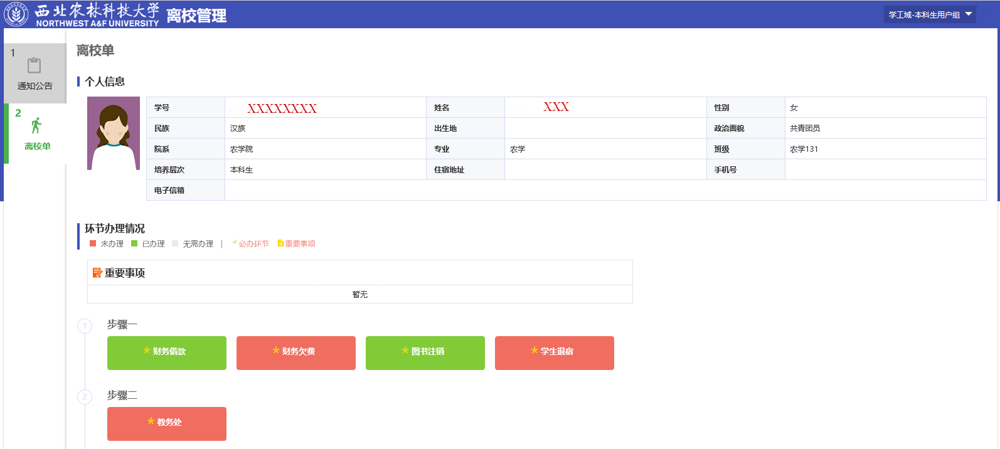 西北农林科技大学
NORTHWEST A&F UNIVERSITY
离校管理
学工域-本科生用户组
1
通知公告
2
离校单
离校单
个人信息
学号 XXXXXXXX 姓名 XXX 性别 女
民族 汉族 出生地 政治面貌 共青团员
院系 农学院 专业 农学 班级 农学131
培养层次 本科生 住宿地址 手机号
电子信箱
环节办理情况
未办理 已办理 无需办理 | *必办环节 重要事项
重要事项
暂无
1 步骤一
* 财务借款 * 财务欠费 * 图书注销 * 学生退宿
2 步骤二
* 教务处